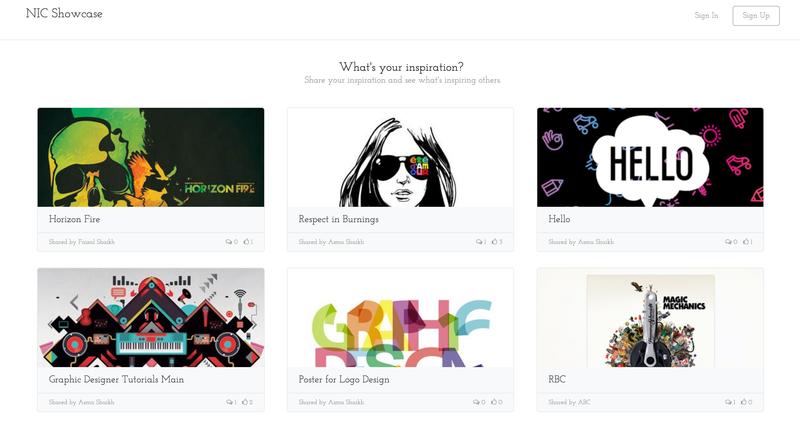 NIC Showcase
Sign In
Sign Up
What's your inspiration?
Share your inspiration and see what's inspiring others.
HORIZON FIRE
HELLO
Horizon Fire
Respect in Burnings
Hello
Shared by Faisal Shaikh
0
1
Shared by Asma Shaikh
1
3
Shared by Asma Shaikh
0
1
GRAPHIC
DESIGN
MAGIC
MECHANICS
Graphic Designer Tutorials Main
Poster for Logo Design
RBC
Shared by Asma Shaikh
1
2
Shared by Asma Shaikh
0
0
Shared by ABC
1
0